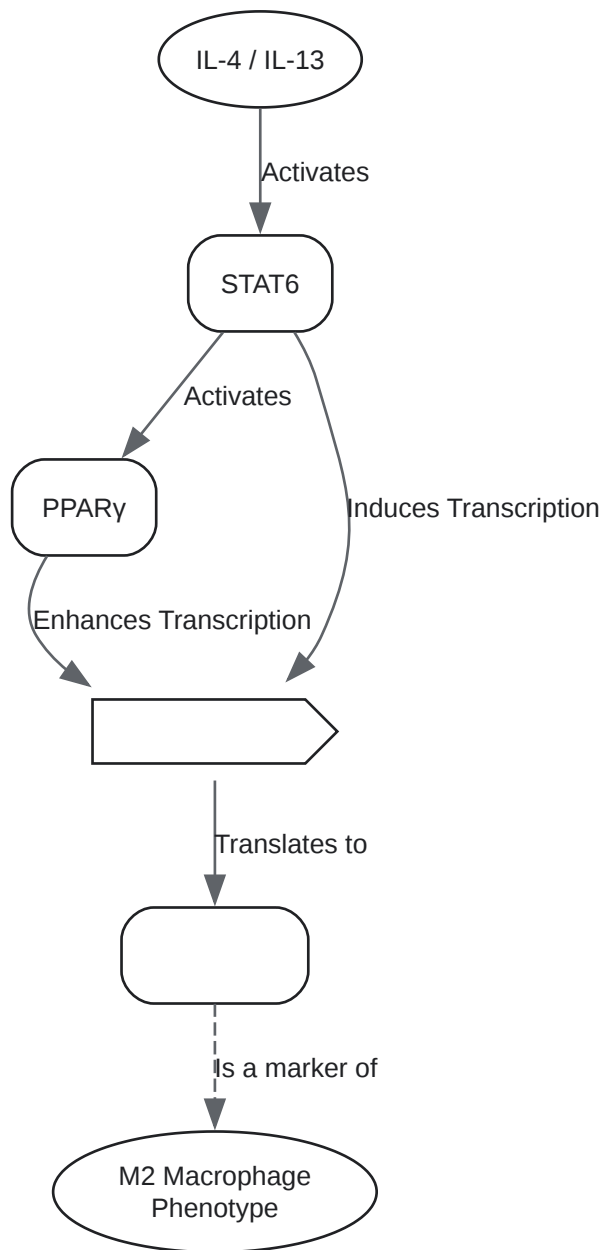 IL-4 / IL-13
Activates
STAT6
Activates
PPARγ
Induces Transcription
Enhances Transcription
Translates to
Is a marker of
M2 Macrophage
Phenotype